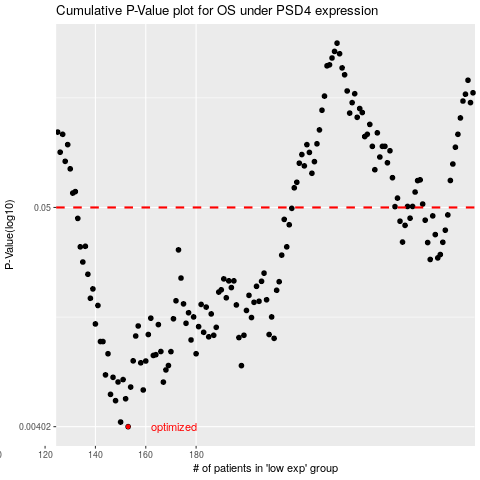 Cumulative P-Value plot for OS under PSD4 expression
P-Value(log10)
0.05
0.00402
optimized
0 120 140 160 180
# of patients in 'low exp' group